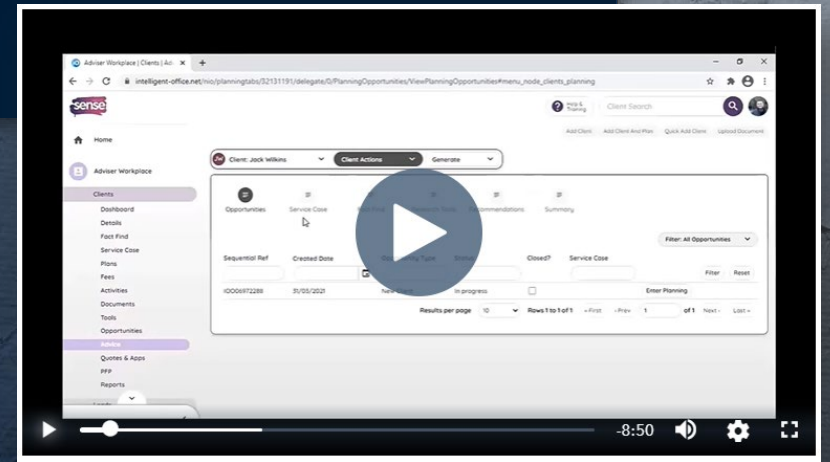 Adviser Workplace | Clients | Ad
intelligent-office.net/nio/planningtabs/32131191/delegate/0/PlanningOpportunities/ViewPlanningOpportunities#menu_node_clients_planning
sense
Help & Training
Client Search
Add Client Add Client And Plan Quick Add Client Upload Document
Home
Adviser Workplace
JW Client: Jack Wilkins Client Actions Generate
Clients
Dashboard
Details
Fact Find
Service Case
Plans
Fees
Activities
Documents
Tools
Opportunities
Advice
Quotes & Apps
PFP
Reports
Opportunities Service Case Recommendations Summary
Filter: All Opportunities
Sequential Ref Created Date Type Status Closed? Service Case
Filter Reset
IOO06972288 31/03/2021 New Client In progress Enter Planning
Results per page 10 Rows 1 to 1 of 1 First Prev 1 of 1 Next Last
-8:50